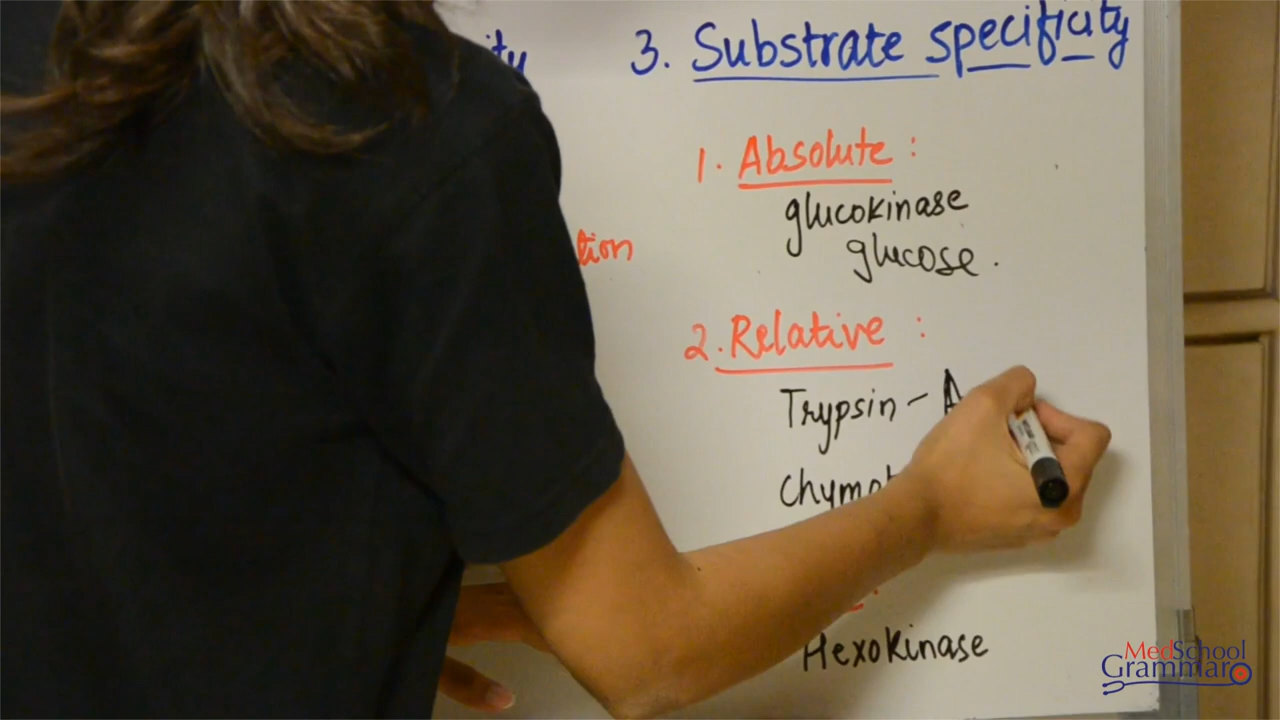 3. Substrate specificity
1. Absolute :
glucokinase
glucose.
2. Relative :
Trypsin - A
Hexokinase
MedSchool
Grammar